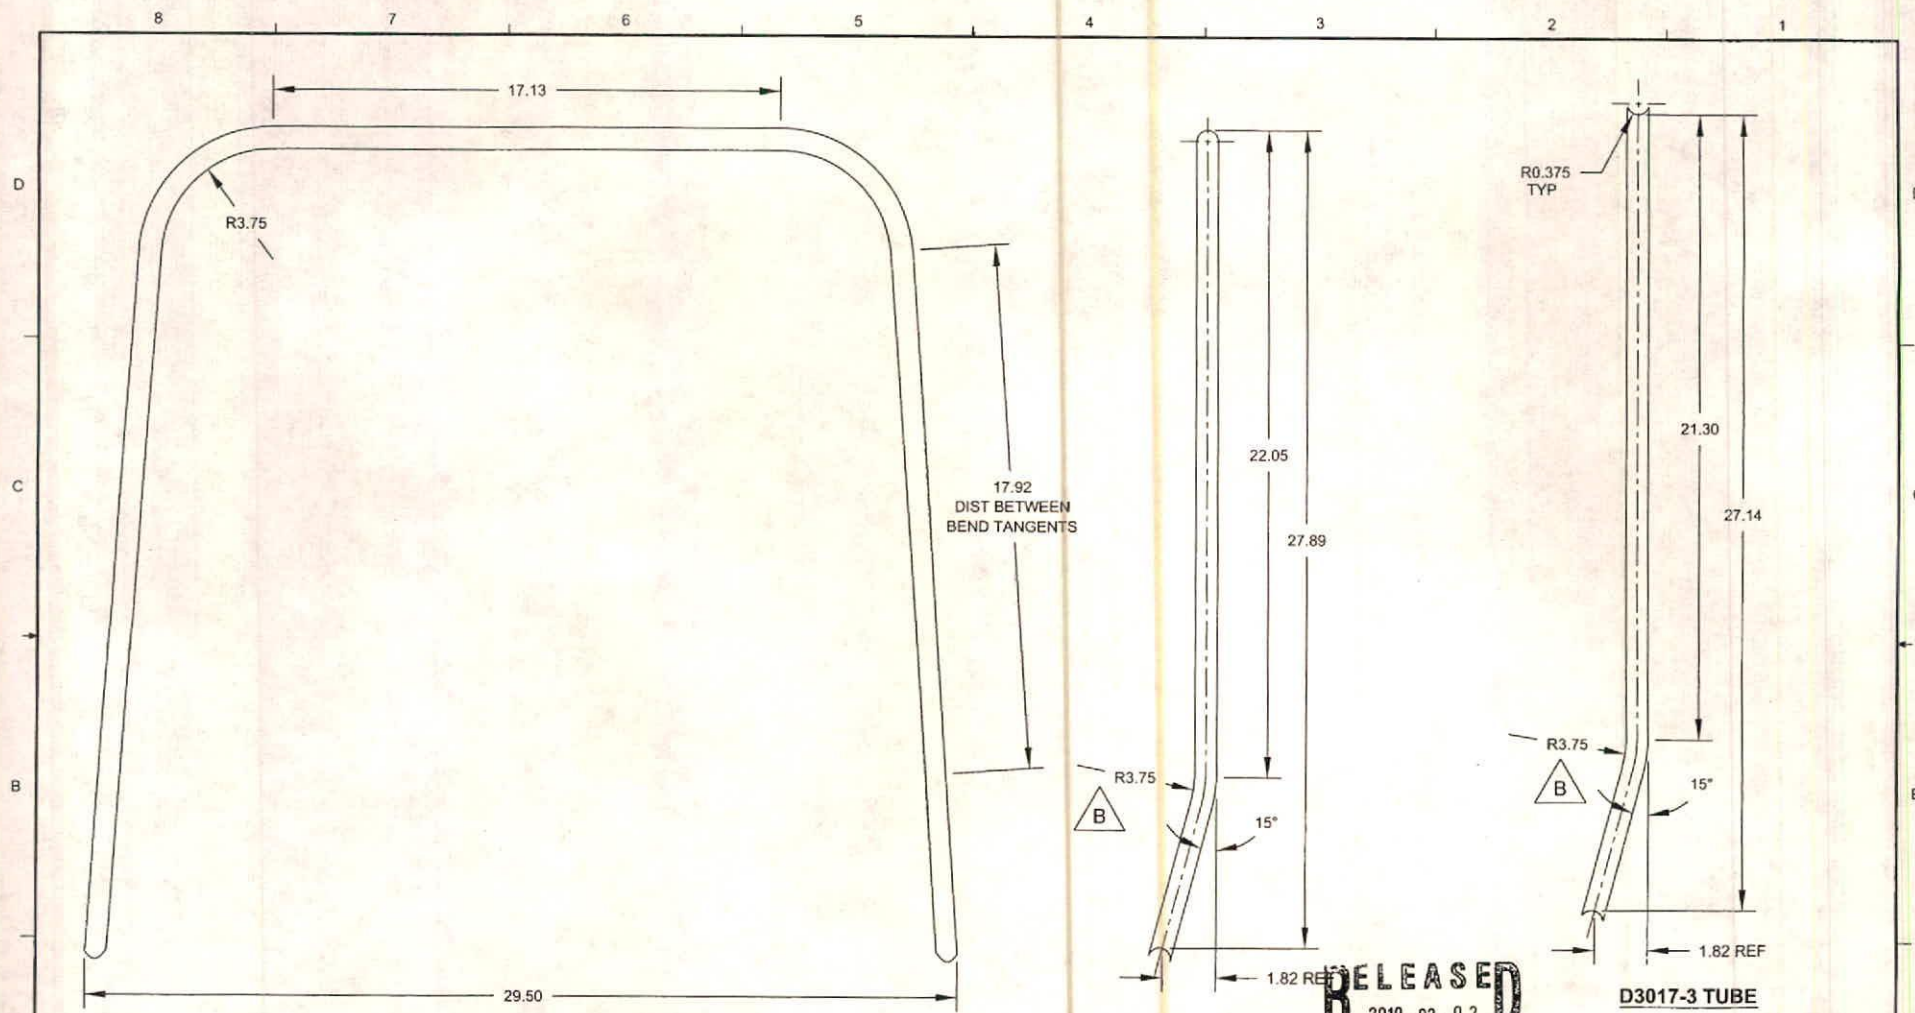 8 7 6 5 4 3 2 1
17.13
D
R3.75
R0.375
TYP
C
17.92
DIST BETWEEN
BEND TANGENTS
22.05
27.89
21.30
27.14
B
R3.75
B
15°
R3.75
B
15°
29.50
1.82 REF
1.82 REF
RELEASED
D3017-3 TUBE